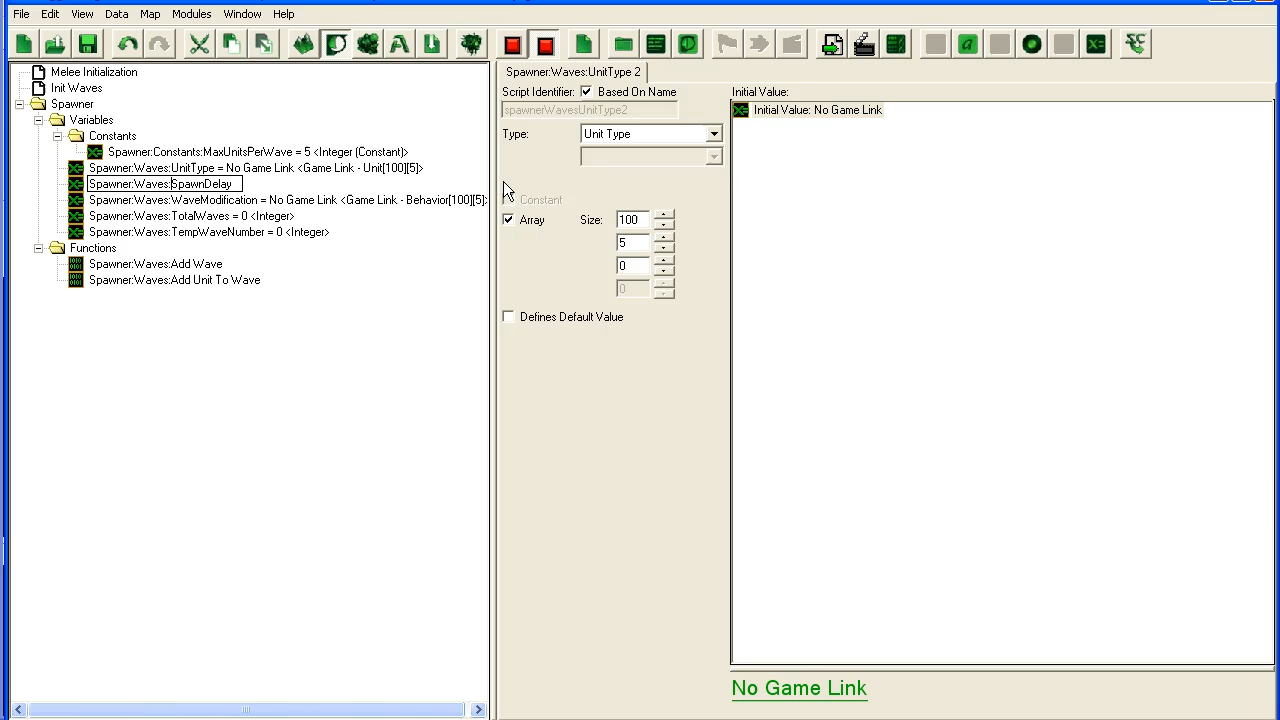 File Edit View Data Map Modules Window Help
Melee Initialization
Init Waves
Spawner
Variables
Constants
Spawner:Constants:MaxUnitsPerWave = 5 <Integer (Constant)>
Spawner:Waves:UnitType = No Game Link <Game Link - Unit[100][5]>
Spawner:Waves:SpawnDelay
Spawner:Waves:WaveModification = No Game Link <Game Link - Behavior[100][5]:
Spawner:Waves:TotalWaves = 0 <Integer>
Spawner:Waves:TempWaveNumber = 0 <Integer>
Functions
Spawner:Waves:Add Wave
Spawner:Waves:Add Unit To Wave
Spawner:Waves:UnitType 2
Script Identifier: Based On Name
spawnerWavesUnitType2
Type: Unit Type
Constant
Array Size: 100
5
0
0
Defines Default Value
Initial Value:
Initial Value: No Game Link
No Game Link